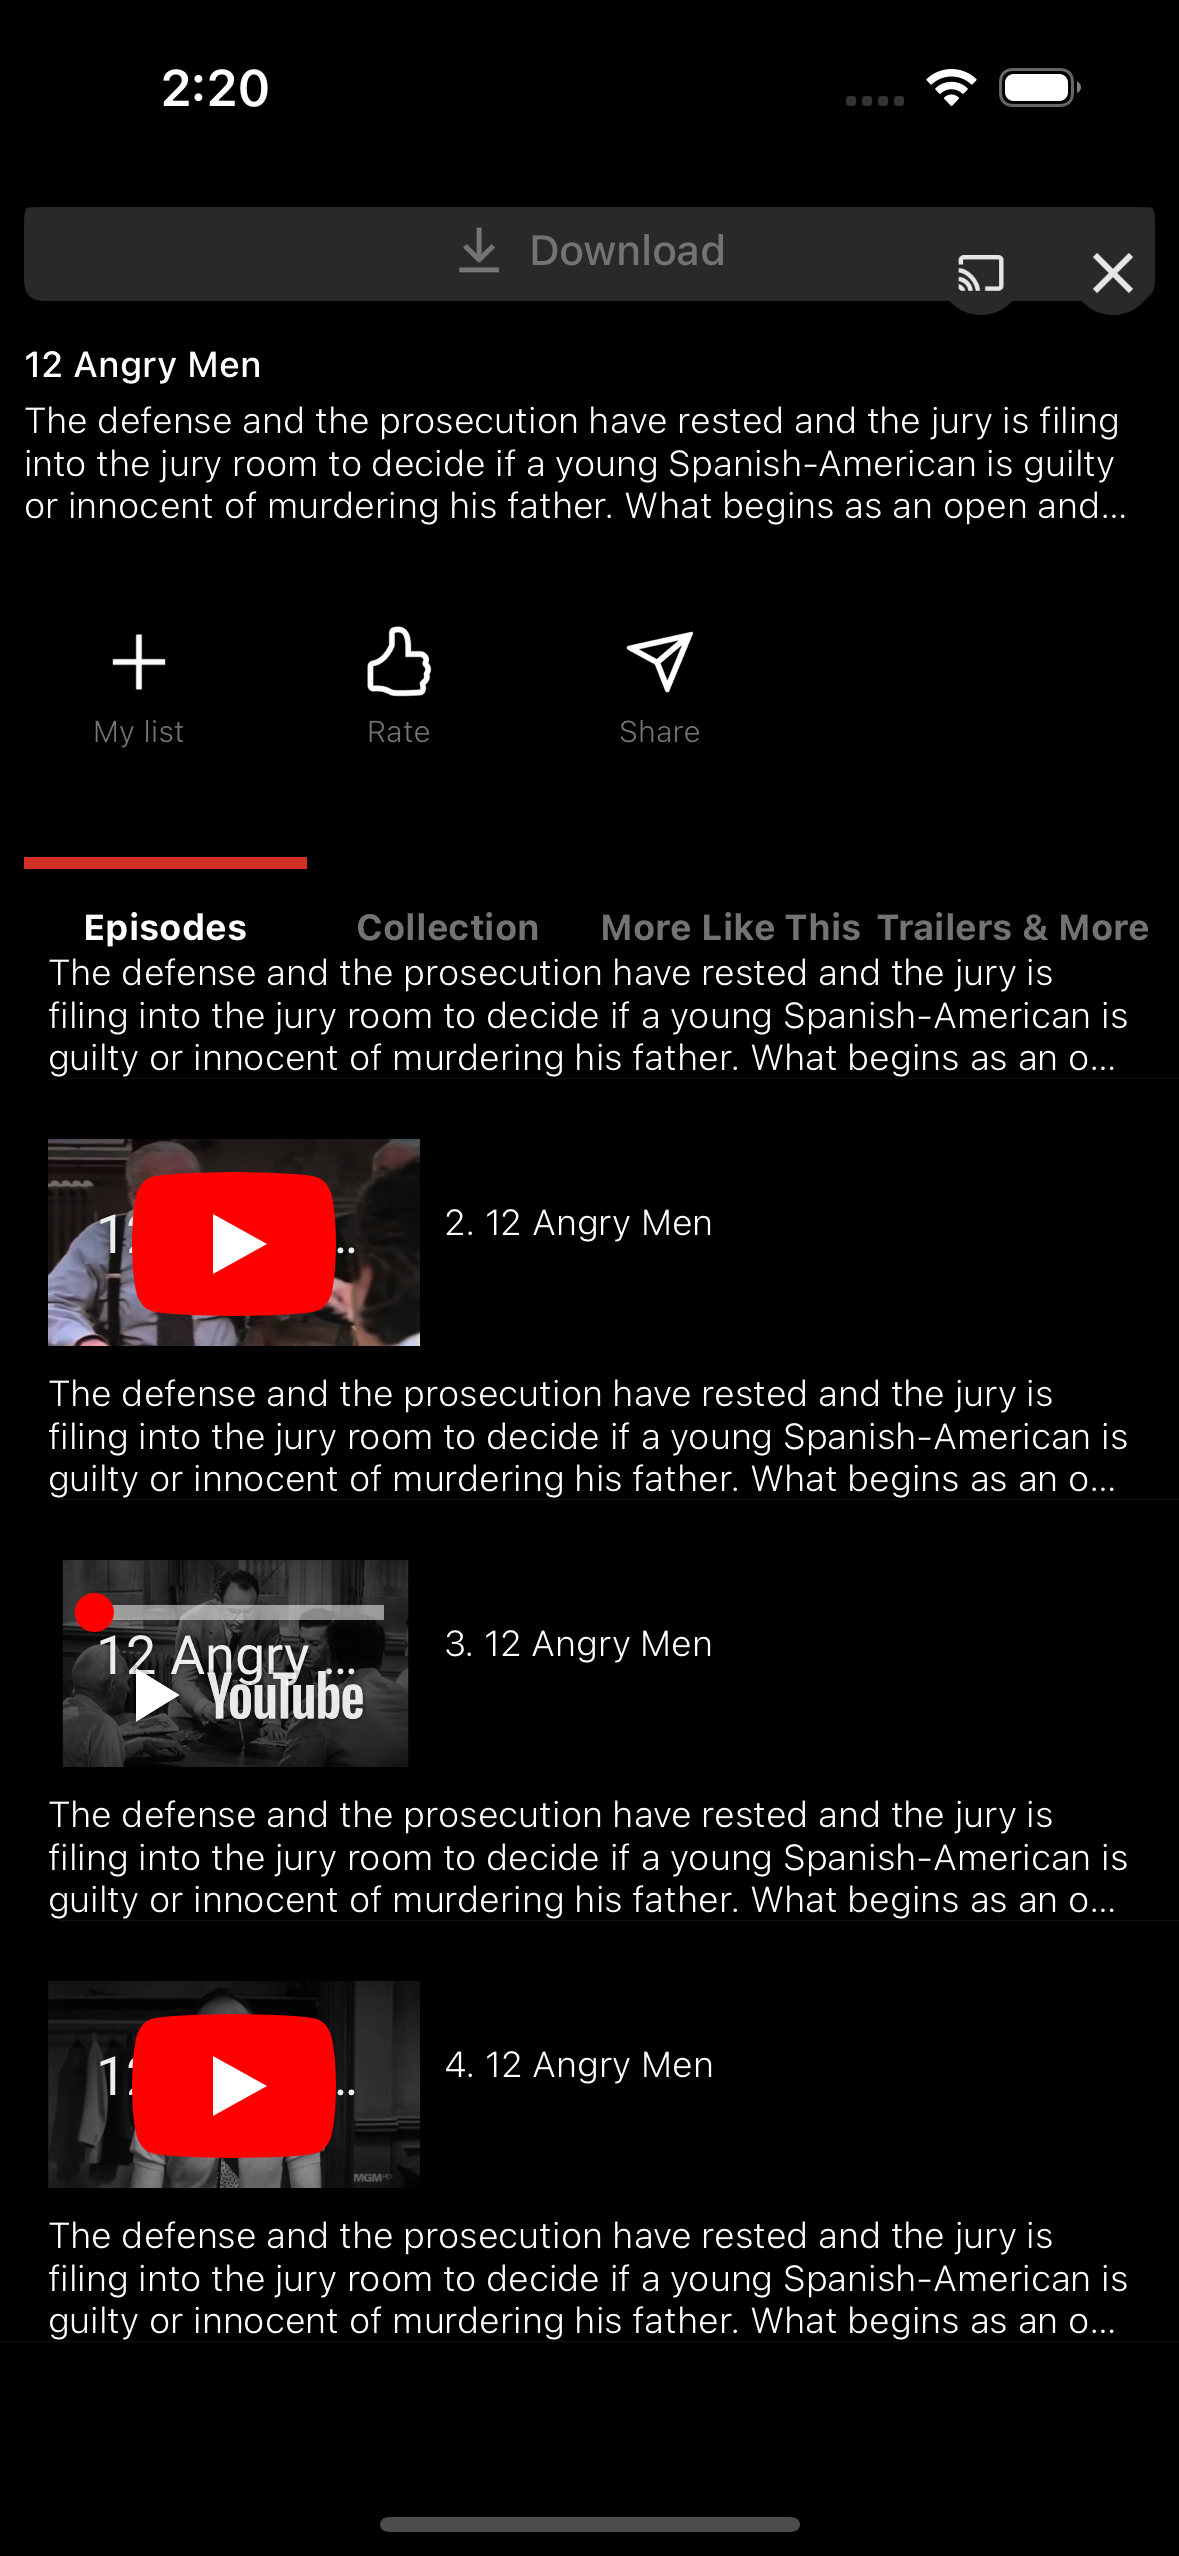 2:20
Download
12 Angry Men
The defense and the prosecution have rested and the jury is filing
into the jury room to decide if a young Spanish-American is guilty
or innocent of murdering his father. What begins as an open and...
My list
Rate
Share
Episodes
Collection
More Like This
Trailers & More
The defense and the prosecution have rested and the jury is
filing into the jury room to decide if a young Spanish-American is
guilty or innocent of murdering his father. What begins as an o...
12
..
2. 12 Angry Men
The defense and the prosecution have rested and the jury is
filing into the jury room to decide if a young Spanish-American is
guilty or innocent of murdering his father. What begins as an o...
12 Angry ...
YouTube
3. 12 Angry Men
The defense and the prosecution have rested and the jury is
filing into the jury room to decide if a young Spanish-American is
guilty or innocent of murdering his father. What begins as an o...
12
..
MGM HD
4. 12 Angry Men
The defense and the prosecution have rested and the jury is
filing into the jury room to decide if a young Spanish-American is
guilty or innocent of murdering his father. What begins as an o...